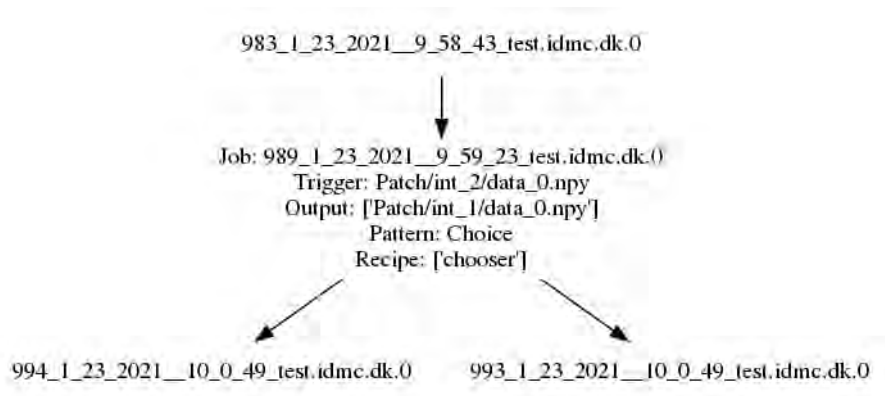 983_1_23_2021__9_58_43_test.idmc.dk.0
Job: 989_1_23_2021__9_59_23_test.idmc.dk.0
Trigger: Patch/int_2/data_0.npy
Output: ['Patch/int_1/data_0.npy']
Pattern: Choice
Recipe: ['chooser']
994_1_23_2021__10_0_49_test.idmc.dk.0
993_1_23_2021__10_0_49_test.idmc.dk.0